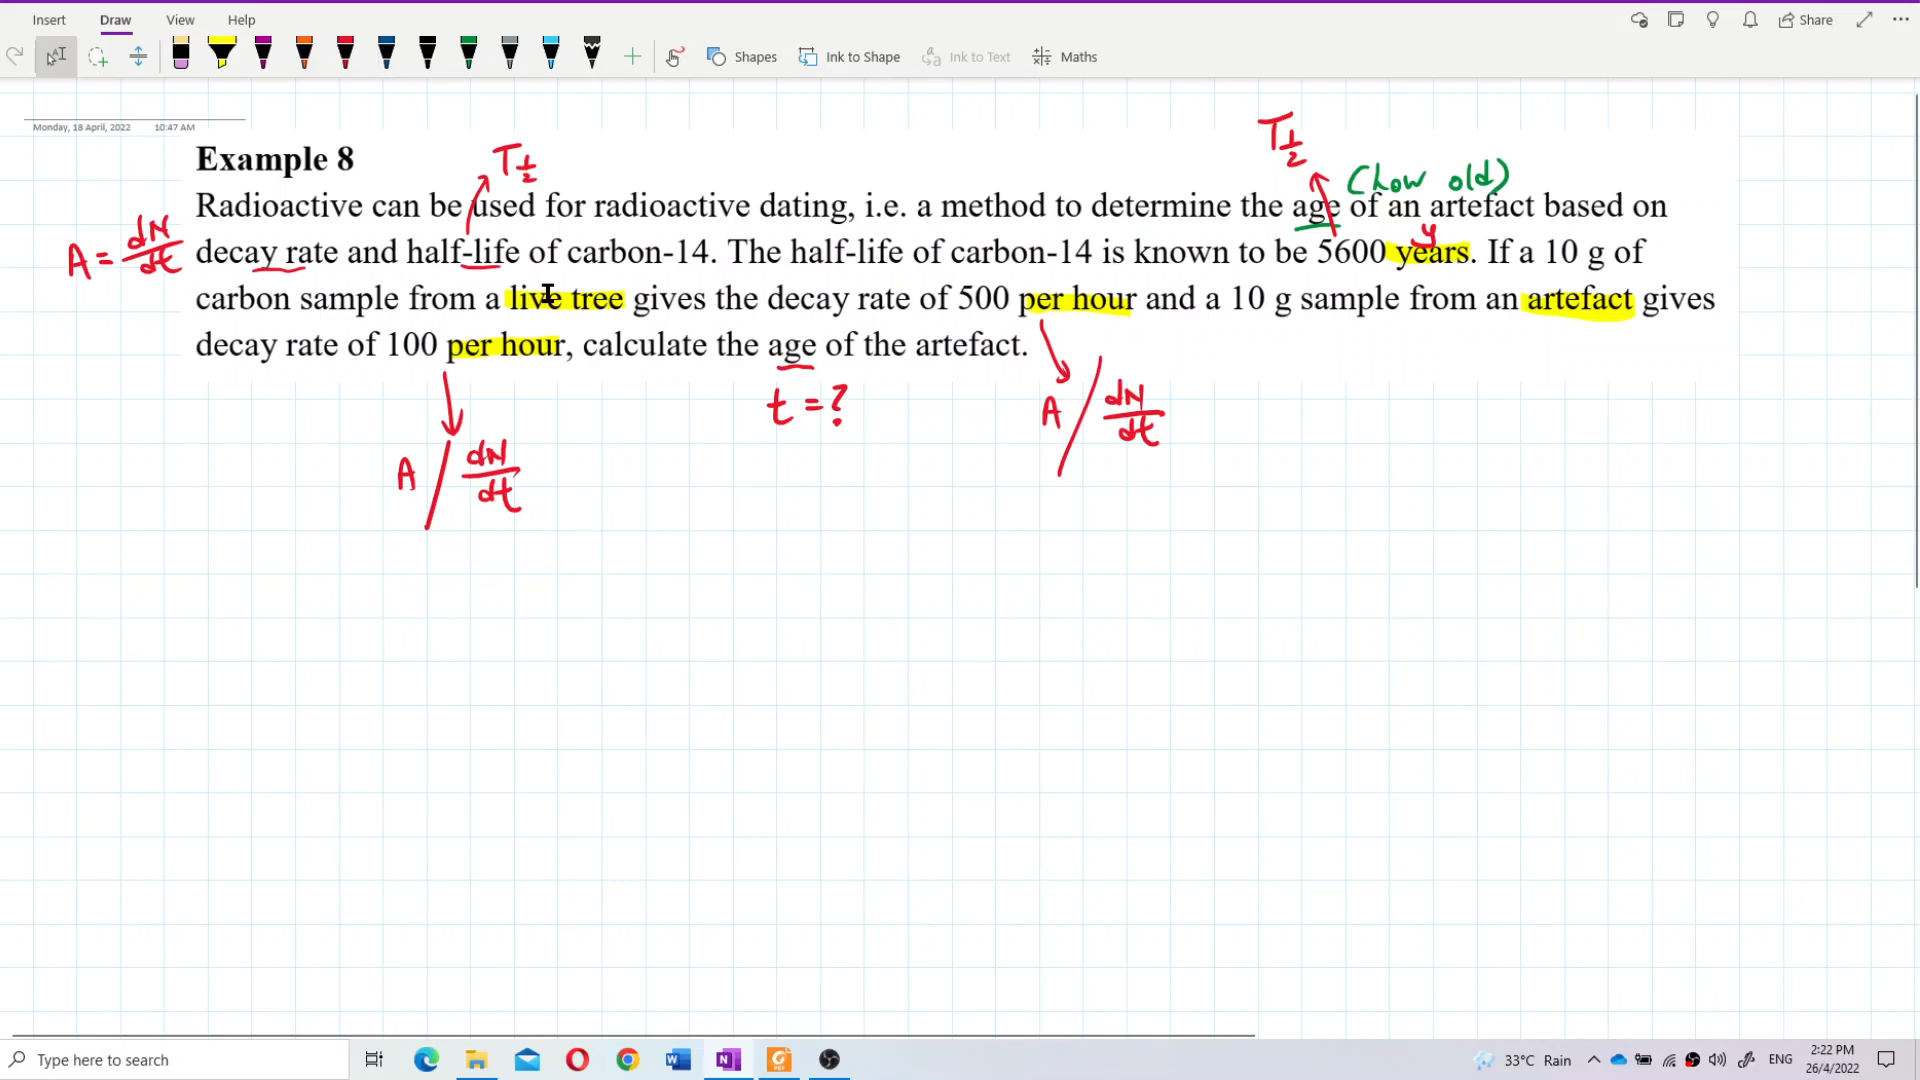 Insert Draw View Help
Share
Shapes Ink to Shape Ink to Text Maths
Monday, 18 April, 2022 10:47 AM
Example 8
T½
T½
(how old)
Radioactive can be used for radioactive dating, i.e. a method to determine the age of an artefact based on
A = dN/dt
y
decay rate and half-life of carbon-14. The half-life of carbon-14 is known to be 5600 years. If a 10 g of
carbon sample from a live tree gives the decay rate of 500 per hour and a 10 g sample from an artefact gives
decay rate of 100 per hour, calculate the age of the artefact.
t = ?
A / dN/dt
A / dN/dt
Type here to search
33°C Rain
ENG
2:22 PM
26/4/2022